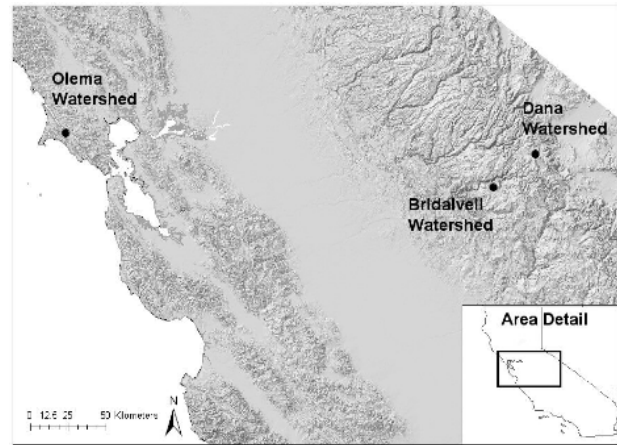 Olema
Watershed
Dana
Watershed
Bridalveil
Watershed
Area Detail
0 12.5 25 50 Kilometers
N